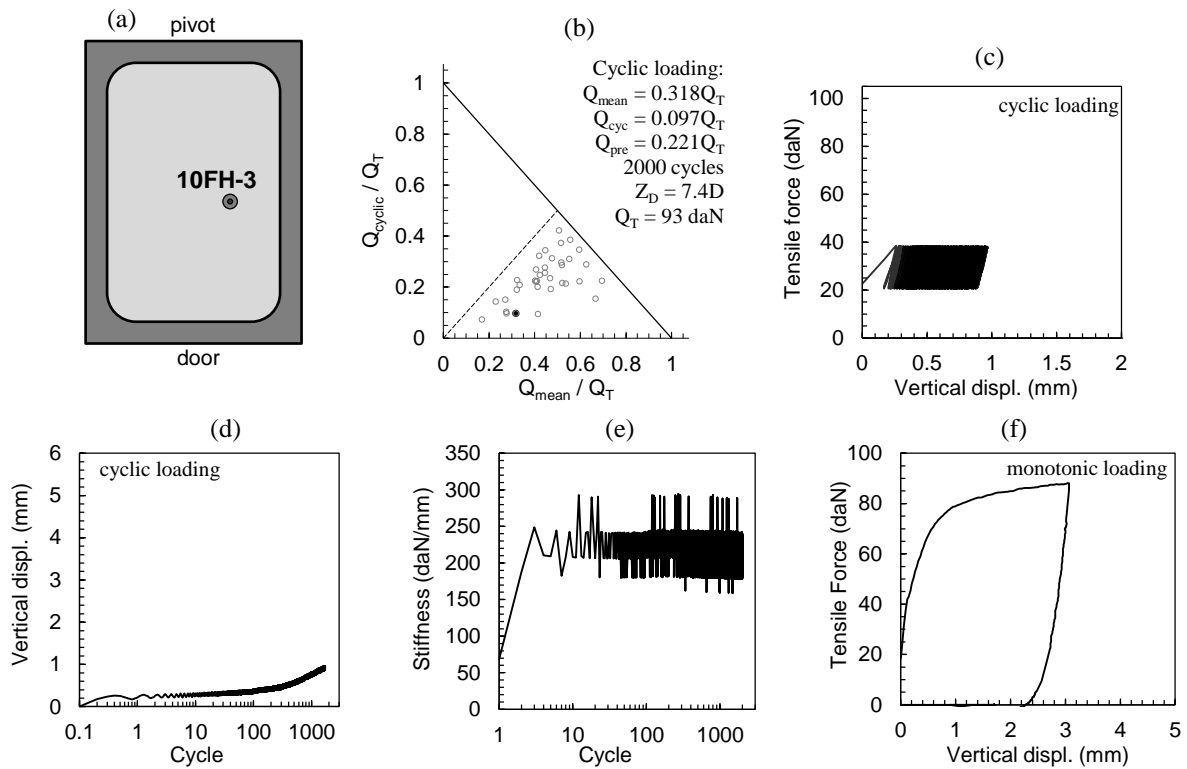 (a)
pivot
10FH-3
door
(b)
Cyclic loading:
Q_mean = 0.318Q_T
Q_cyc = 0.097Q_T
Q_pre = 0.221Q_T
2000 cycles
Z_D = 7.4D
Q_T = 93 daN
Q_cyclic / Q_T
1
0.8
0.6
0.4
0.2
0
0 0.2 0.4 0.6 0.8 1
Q_mean / Q_T
(c)
cyclic loading
Tensile force (daN)
100
80
60
40
20
0
0 0.5 1 1.5 2
Vertical displ. (mm)
(d)
cyclic loading
Vertical displ. (mm)
6
5
4
3
2
1
0
0.1 1 10 100 1000
Cycle
(e)
Stiffness (daN/mm)
350
300
250
200
150
100
50
0
1 10 100 1000
Cycle
(f)
monotonic loading
Tensile Force (daN)
100
80
60
40
20
0
0 1 2 3 4 5
Vertical displ. (mm)